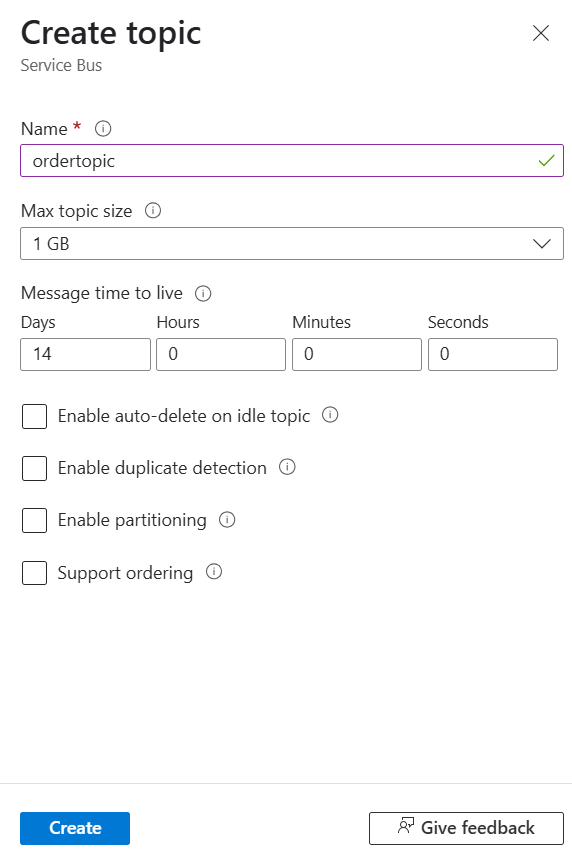 Create topic
Service Bus
Name *
ordertopic
Max topic size
1 GB
Message time to live
Days Hours Minutes Seconds
14 0 0 0
Enable auto-delete on idle topic
Enable duplicate detection
Enable partitioning
Support ordering
Create Give feedback